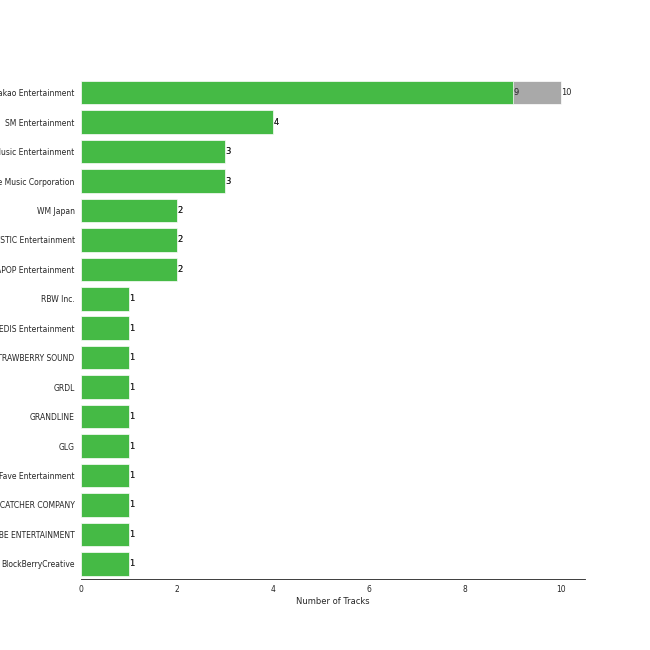 akao Entertainment 9 10
SM Entertainment 4
usic Entertainment 3
e Music Corporation 3
WM Japan 2
STIC Entertainment 2
APOP Entertainment 2
RBW Inc. 1
EDIS Entertainment 1
TRAWBERRY SOUND 1
GRDL 1
GRANDLINE 1
GLG 1
Fave Entertainment 1
CATCHER COMPANY 1
BE ENTERTAINMENT 1
BlockBerryCreative 1
0 2 4 6 8 10
Number of Tracks